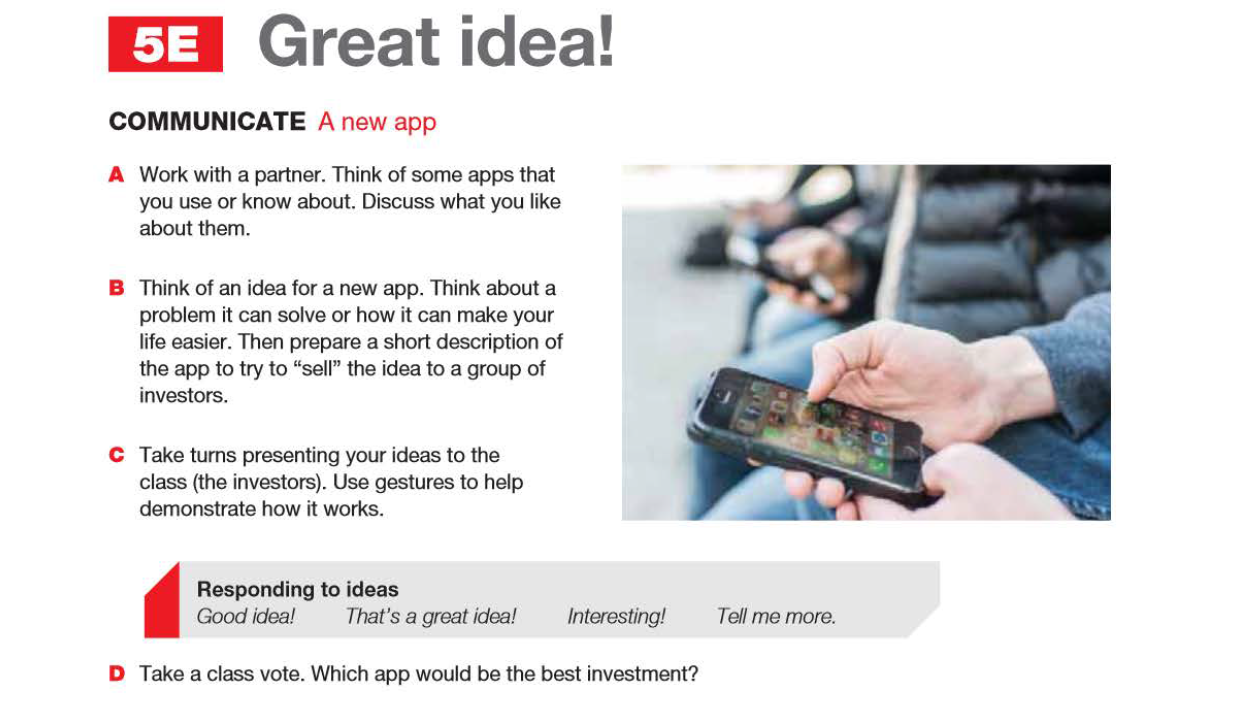 5E Great idea!
COMMUNICATE A new app
A Work with a partner. Think of some apps that
you use or know about. Discuss what you like
about them.
B Think of an idea for a new app. Think about a
problem it can solve or how it can make your
life easier. Then prepare a short description of
the app to try to “sell” the idea to a group of
investors.
C Take turns presenting your ideas to the
class (the investors). Use gestures to help
demonstrate how it works.
Responding to ideas
Good idea! That’s a great idea! Interesting! Tell me more.
D Take a class vote. Which app would be the best investment?